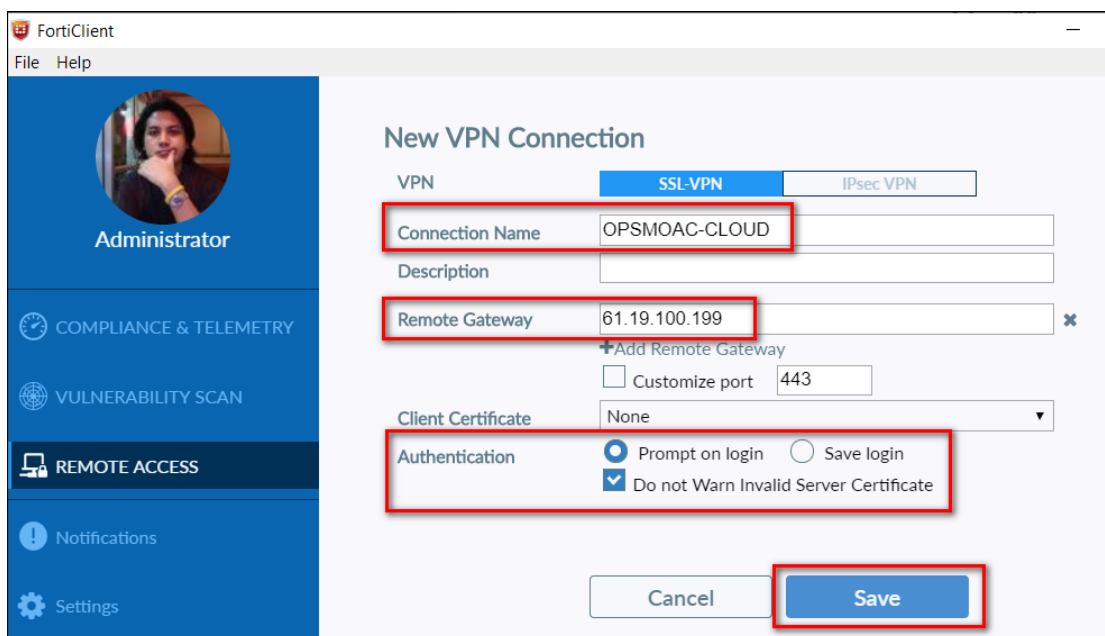 FortiClient
File Help
New VPN Connection
VPN SSL-VPN IPsec VPN
Administrator
Connection Name OPSMOAC-CLOUD
Description
COMPLIANCE & TELEMETRY
Remote Gateway 61.19.100.199
+Add Remote Gateway
Customize port 443
VULNERABILITY SCAN
Client Certificate None
REMOTE ACCESS
Authentication Prompt on login Save login
Do not Warn Invalid Server Certificate
Notifications
Settings
Cancel Save